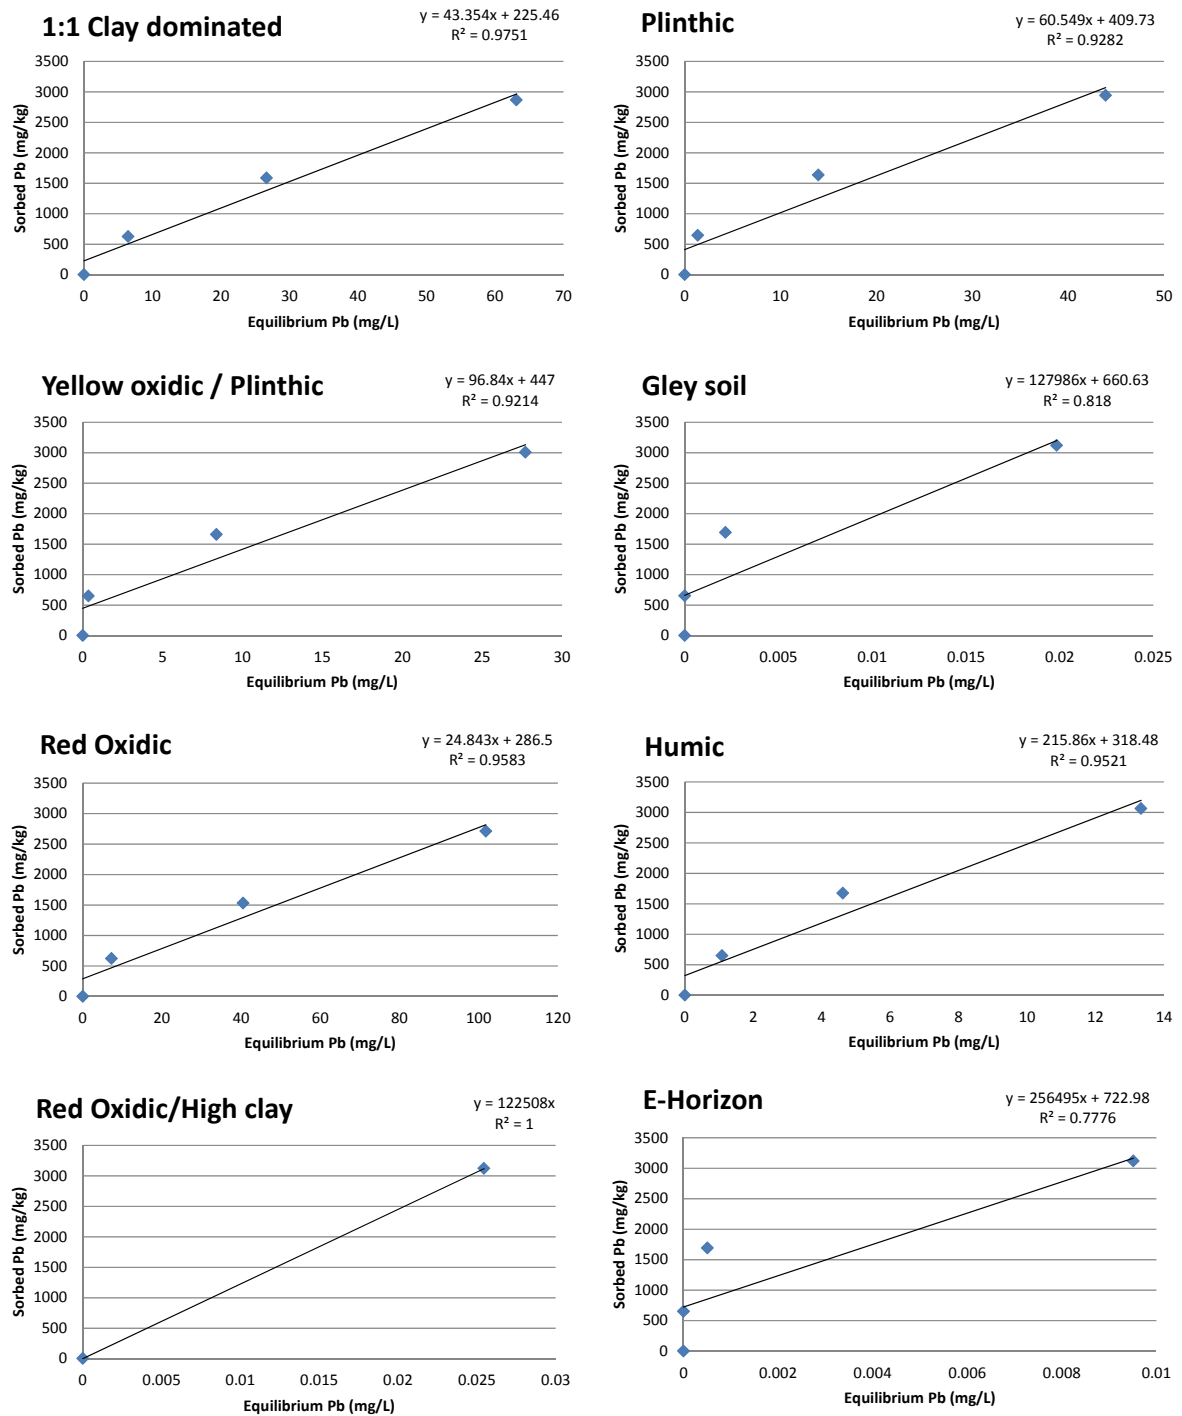 1:1 Clay dominated
y = 43.354x + 225.46
R² = 0.9751
Sorbed Pb (mg/kg)
3500
3000
2500
2000
1500
1000
500
0
0 10 20 30 40 50 60 70
Equilibrium Pb (mg/L)
Plinthic
y = 60.549x + 409.73
R² = 0.9282
Sorbed Pb (mg/kg)
3500
3000
2500
2000
1500
1000
500
0
0 10 20 30 40 50
Equilibrium Pb (mg/L)
Yellow oxidic / Plinthic
y = 96.84x + 447
R² = 0.9214
Sorbed Pb (mg/kg)
3500
3000
2500
2000
1500
1000
500
0
0 5 10 15 20 25 30
Equilibrium Pb (mg/L)
Gley soil
y = 127986x + 660.63
R² = 0.818
Sorbed Pb (mg/kg)
3500
3000
2500
2000
1500
1000
500
0
0 0.005 0.01 0.015 0.02 0.025
Equilibrium Pb (mg/L)
Red Oxidic
y = 24.843x + 286.5
R² = 0.9583
Sorbed Pb (mg/kg)
3500
3000
2500
2000
1500
1000
500
0
0 20 40 60 80 100 120
Equilibrium Pb (mg/L)
Humic
y = 215.86x + 318.48
R² = 0.9521
Sorbed Pb (mg/kg)
3500
3000
2500
2000
1500
1000
500
0
0 2 4 6 8 10 12 14
Equilibrium Pb (mg/L)
Red Oxidic/High clay
y = 122508x
R² = 1
Sorbed Pb (mg/kg)
3500
3000
2500
2000
1500
1000
500
0
0 0.005 0.01 0.015 0.02 0.025 0.03
Equilibrium Pb (mg/L)
E-Horizon
y = 256495x + 722.98
R² = 0.7776
Sorbed Pb (mg/kg)
3500
3000
2500
2000
1500
1000
500
0
0 0.002 0.004 0.006 0.008 0.01
Equilibrium Pb (mg/L)